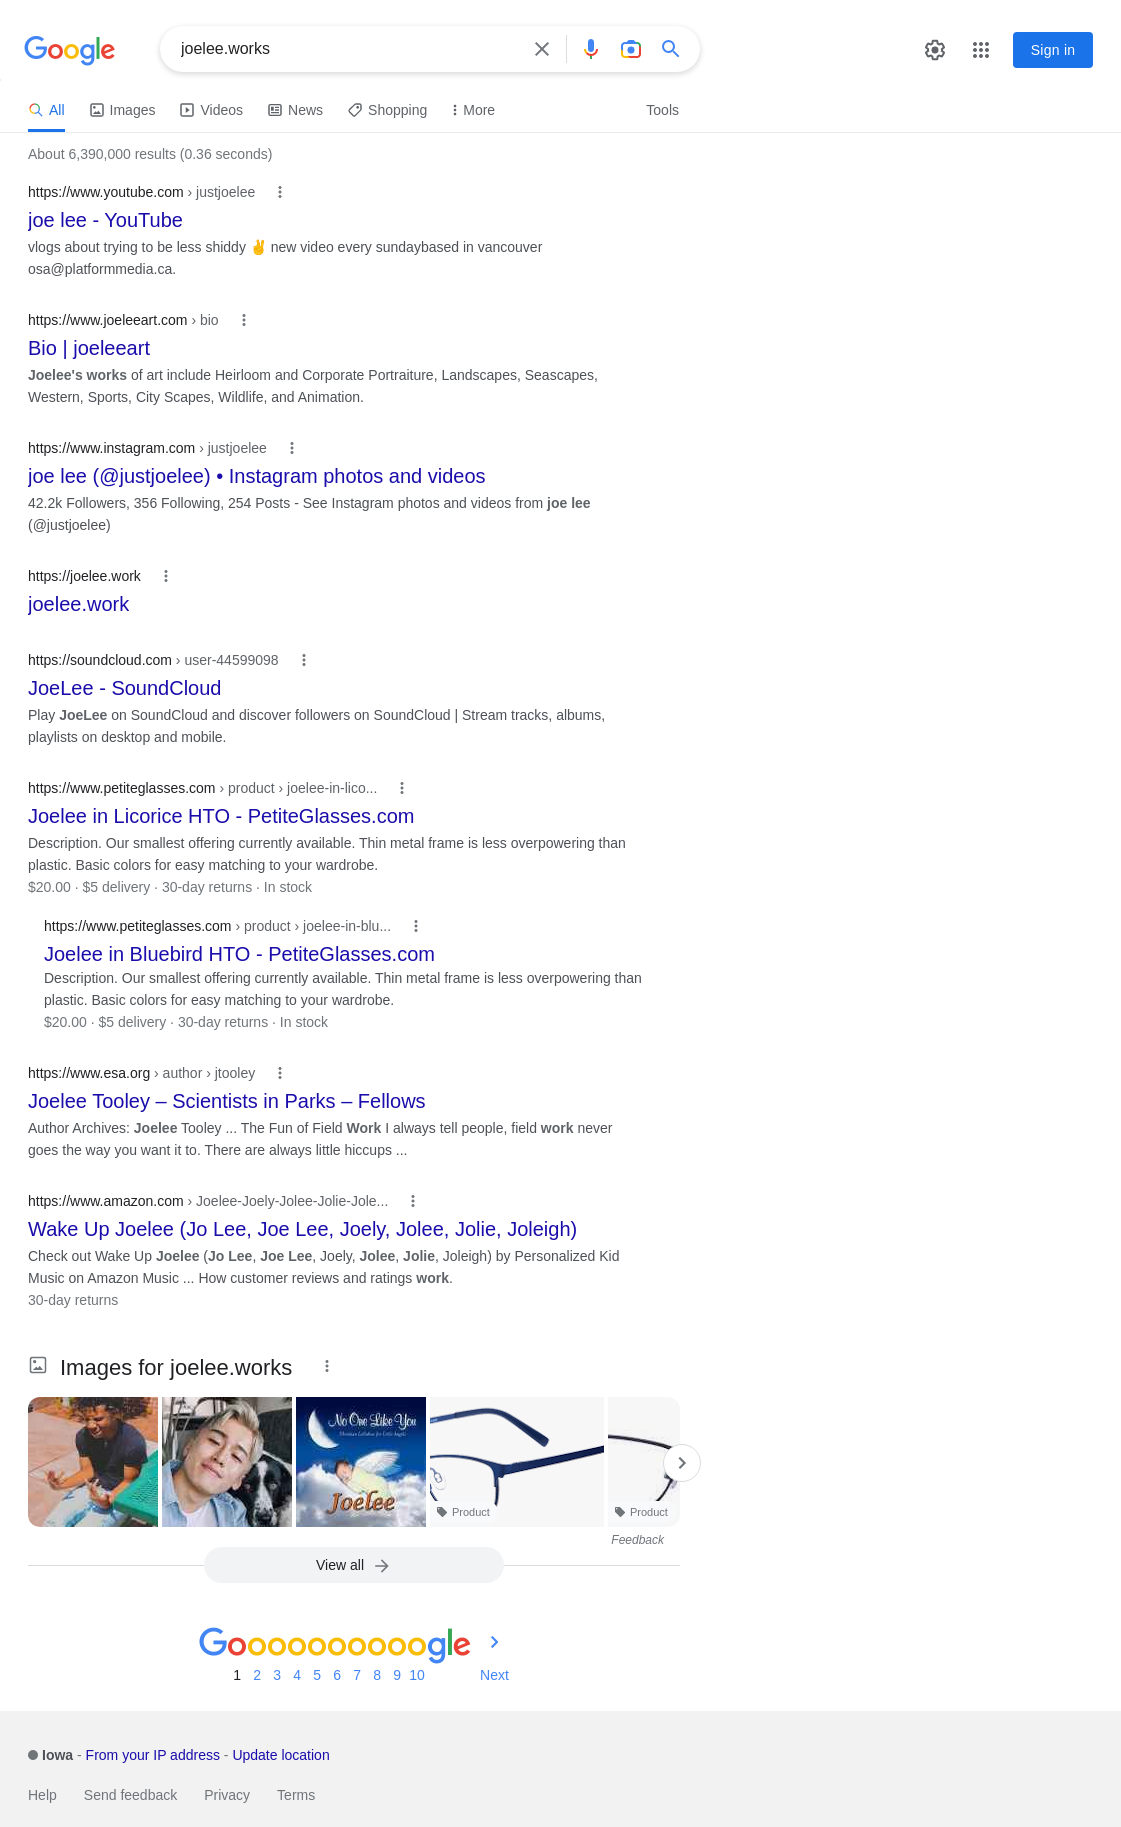 Google
joelee.works
Sign in
All
Images
Videos
News
Shopping
More
Tools
About 6,390,000 results (0.36 seconds)
https://www.youtube.com › justjoelee
joe lee - YouTube
vlogs about trying to be less shiddy ✌ new video every sundaybased in vancouver
osa@platformmedia.ca.
https://www.joeleeart.com › bio
Bio | joeleeart
Joelee's works of art include Heirloom and Corporate Portraiture, Landscapes, Seascapes,
Western, Sports, City Scapes, Wildlife, and Animation.
https://www.instagram.com › justjoelee
joe lee (@justjoelee) • Instagram photos and videos
42.2k Followers, 356 Following, 254 Posts - See Instagram photos and videos from joe lee
(@justjoelee)
https://joelee.work
joelee.work
https://soundcloud.com › user-44599098
JoeLee - SoundCloud
Play JoeLee on SoundCloud and discover followers on SoundCloud | Stream tracks, albums,
playlists on desktop and mobile.
https://www.petiteglasses.com › product › joelee-in-lico...
Joelee in Licorice HTO - PetiteGlasses.com
Description. Our smallest offering currently available. Thin metal frame is less overpowering than
plastic. Basic colors for easy matching to your wardrobe.
$20.00 · $5 delivery · 30-day returns · In stock
https://www.petiteglasses.com › product › joelee-in-blu...
Joelee in Bluebird HTO - PetiteGlasses.com
Description. Our smallest offering currently available. Thin metal frame is less overpowering than
plastic. Basic colors for easy matching to your wardrobe.
$20.00 · $5 delivery · 30-day returns · In stock
https://www.esa.org › author › jtooley
Joelee Tooley – Scientists in Parks – Fellows
Author Archives: Joelee Tooley ... The Fun of Field Work I always tell people, field work never
goes the way you want it to. There are always little hiccups ...
https://www.amazon.com › Joelee-Joely-Jolee-Jolie-Jole...
Wake Up Joelee (Jo Lee, Joe Lee, Joely, Jolee, Jolie, Joleigh)
Check out Wake Up Joelee (Jo Lee, Joe Lee, Joely, Jolee, Jolie, Joleigh) by Personalized Kid
Music on Amazon Music ... How customer reviews and ratings work.
30-day returns
Images for joelee.works
No One Like You
Christian Lullabies for Little Angels
Joelee
Product
Product
Feedback
View all
Goooooooooogle
1 2 3 4 5 6 7 8 9 10 Next
Iowa - From your IP address - Update location
Help Send feedback Privacy Terms